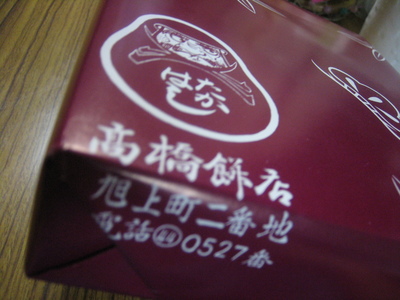 たか
はし
高橋餅店
旭上町二番地
電話 0527番